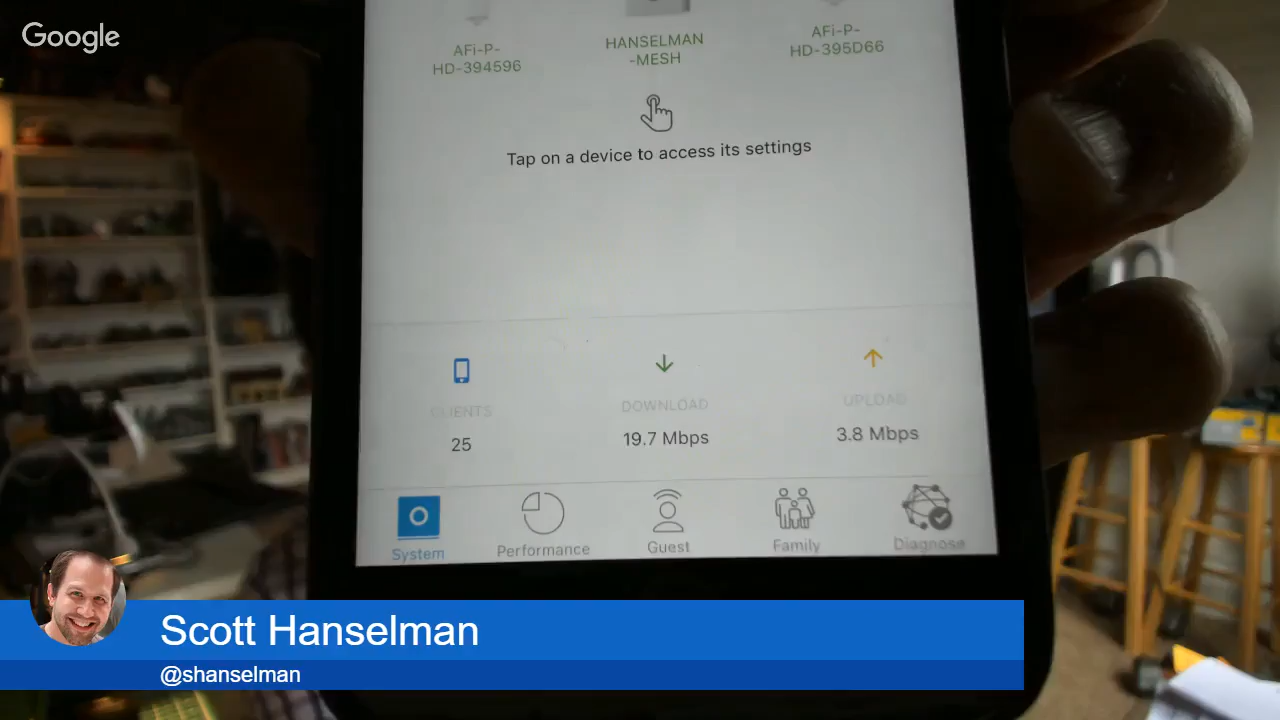 Google
AFi-P-
HD-394596
HANSELMAN
-MESH
AFi-P-
HD-395D66
Tap on a device to access its settings
CLIENTS
25
DOWNLOAD
19.7 Mbps
UPLOAD
3.8 Mbps
System
Performance
Guest
Family
Diagnose
Scott Hanselman
@shanselman